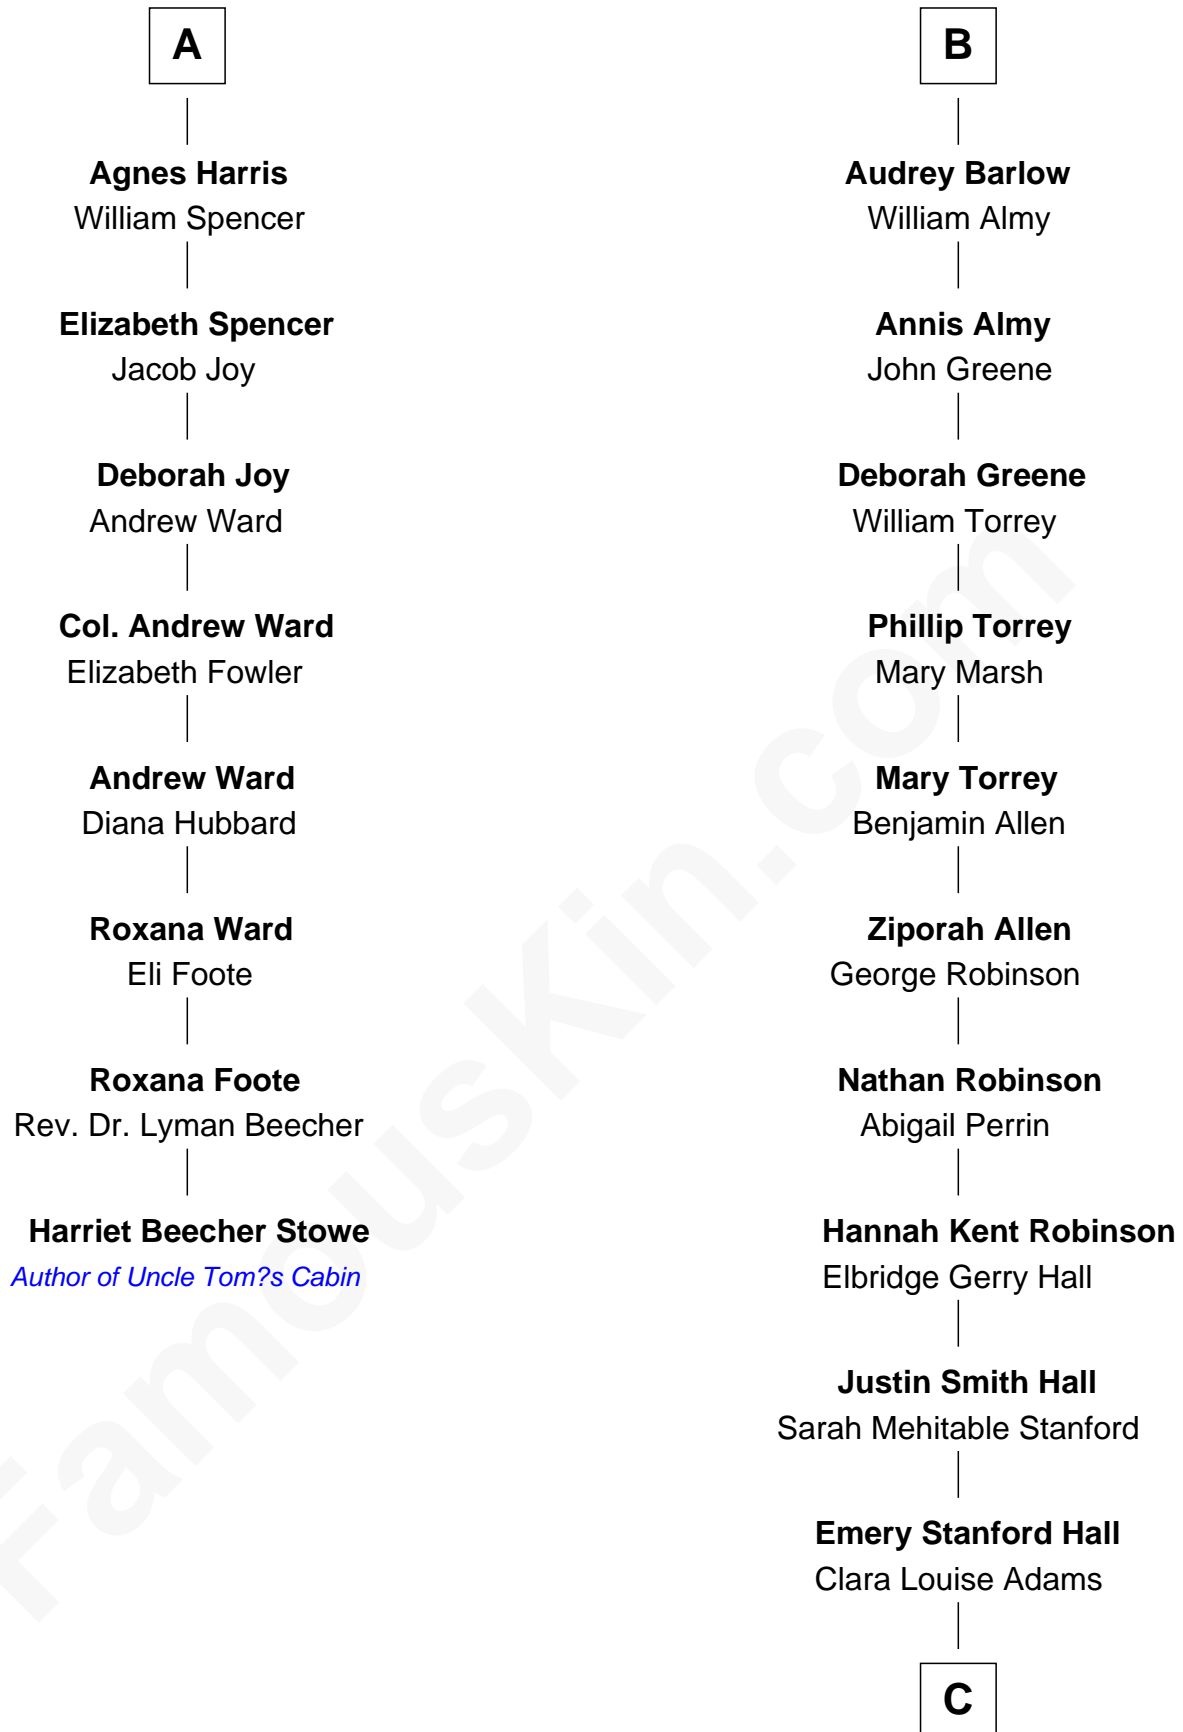 A
Agnes Harris
William Spencer
Elizabeth Spencer
Jacob Joy
Deborah Joy
Andrew Ward
Col. Andrew Ward
Elizabeth Fowler
Andrew Ward
Diana Hubbard
Roxana Ward
Eli Foote
Roxana Foote
Rev. Dr. Lyman Beecher
Harriet Beecher Stowe
Author of Uncle Tom?s Cabin
B
Audrey Barlow
William Almy
Annis Almy
John Greene
Deborah Greene
William Torrey
Phillip Torrey
Mary Marsh
Mary Torrey
Benjamin Allen
Ziporah Allen
George Robinson
Nathan Robinson
Abigail Perrin
Hannah Kent Robinson
Elbridge Gerry Hall
Justin Smith Hall
Sarah Mehitable Stanford
Emery Stanford Hall
Clara Louise Adams
C
FamousKin.com